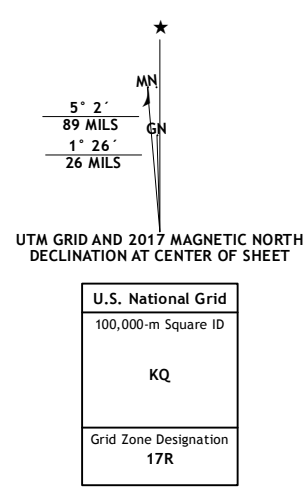 MN
5° 2´
89 MILS
GN
1° 26´
26 MILS
UTM GRID AND 2017 MAGNETIC NORTH
DECLINATION AT CENTER OF SHEET
U.S. National Grid
100,000-m Square ID
KQ
Grid Zone Designation
17R